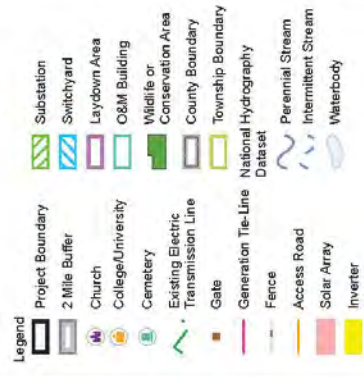 Legend
Project Boundary
2 Mile Buffer
Church
College/University
Cemetery
Existing Electric
Transmission Line
Gate
Generation Tie-Line
Fence
Access Road
Solar Array
Inverter
Substation
Switchyard
Laydown Area
O&M Building
Wildlife or
Conservation Area
County Boundary
Township Boundary
National Hydrography
Dataset
Perennial Stream
Intermittent Stream
Waterbody